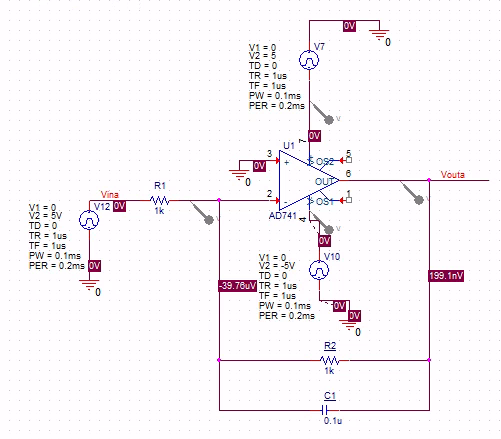 0V
0
V7
V1 = 0
V2 = 5
TD = 0
TR = 1us
TF = 1us
PW = 0.1ms
PER = 0.2ms
V
7
0V
U1
3
+
OS2
5
0V
0
OUT
6
Vouta
2
-
OS1
1
AD741
4
V
V
V
R1
1k
Vina
0V
V12
V1 = 0
V2 = 5V
TD = 0
TR = 1us
TF = 1us
PW = 0.1ms
PER = 0.2ms
0V
0
0V
V10
V1 = 0
V2 = -5V
TD = 0
TR = 1us
TF = 1us
PW = 0.1ms
PER = 0.2ms
0V
0V
0
-39.76uV
199.1nV
R2
1k
C1
0.1u